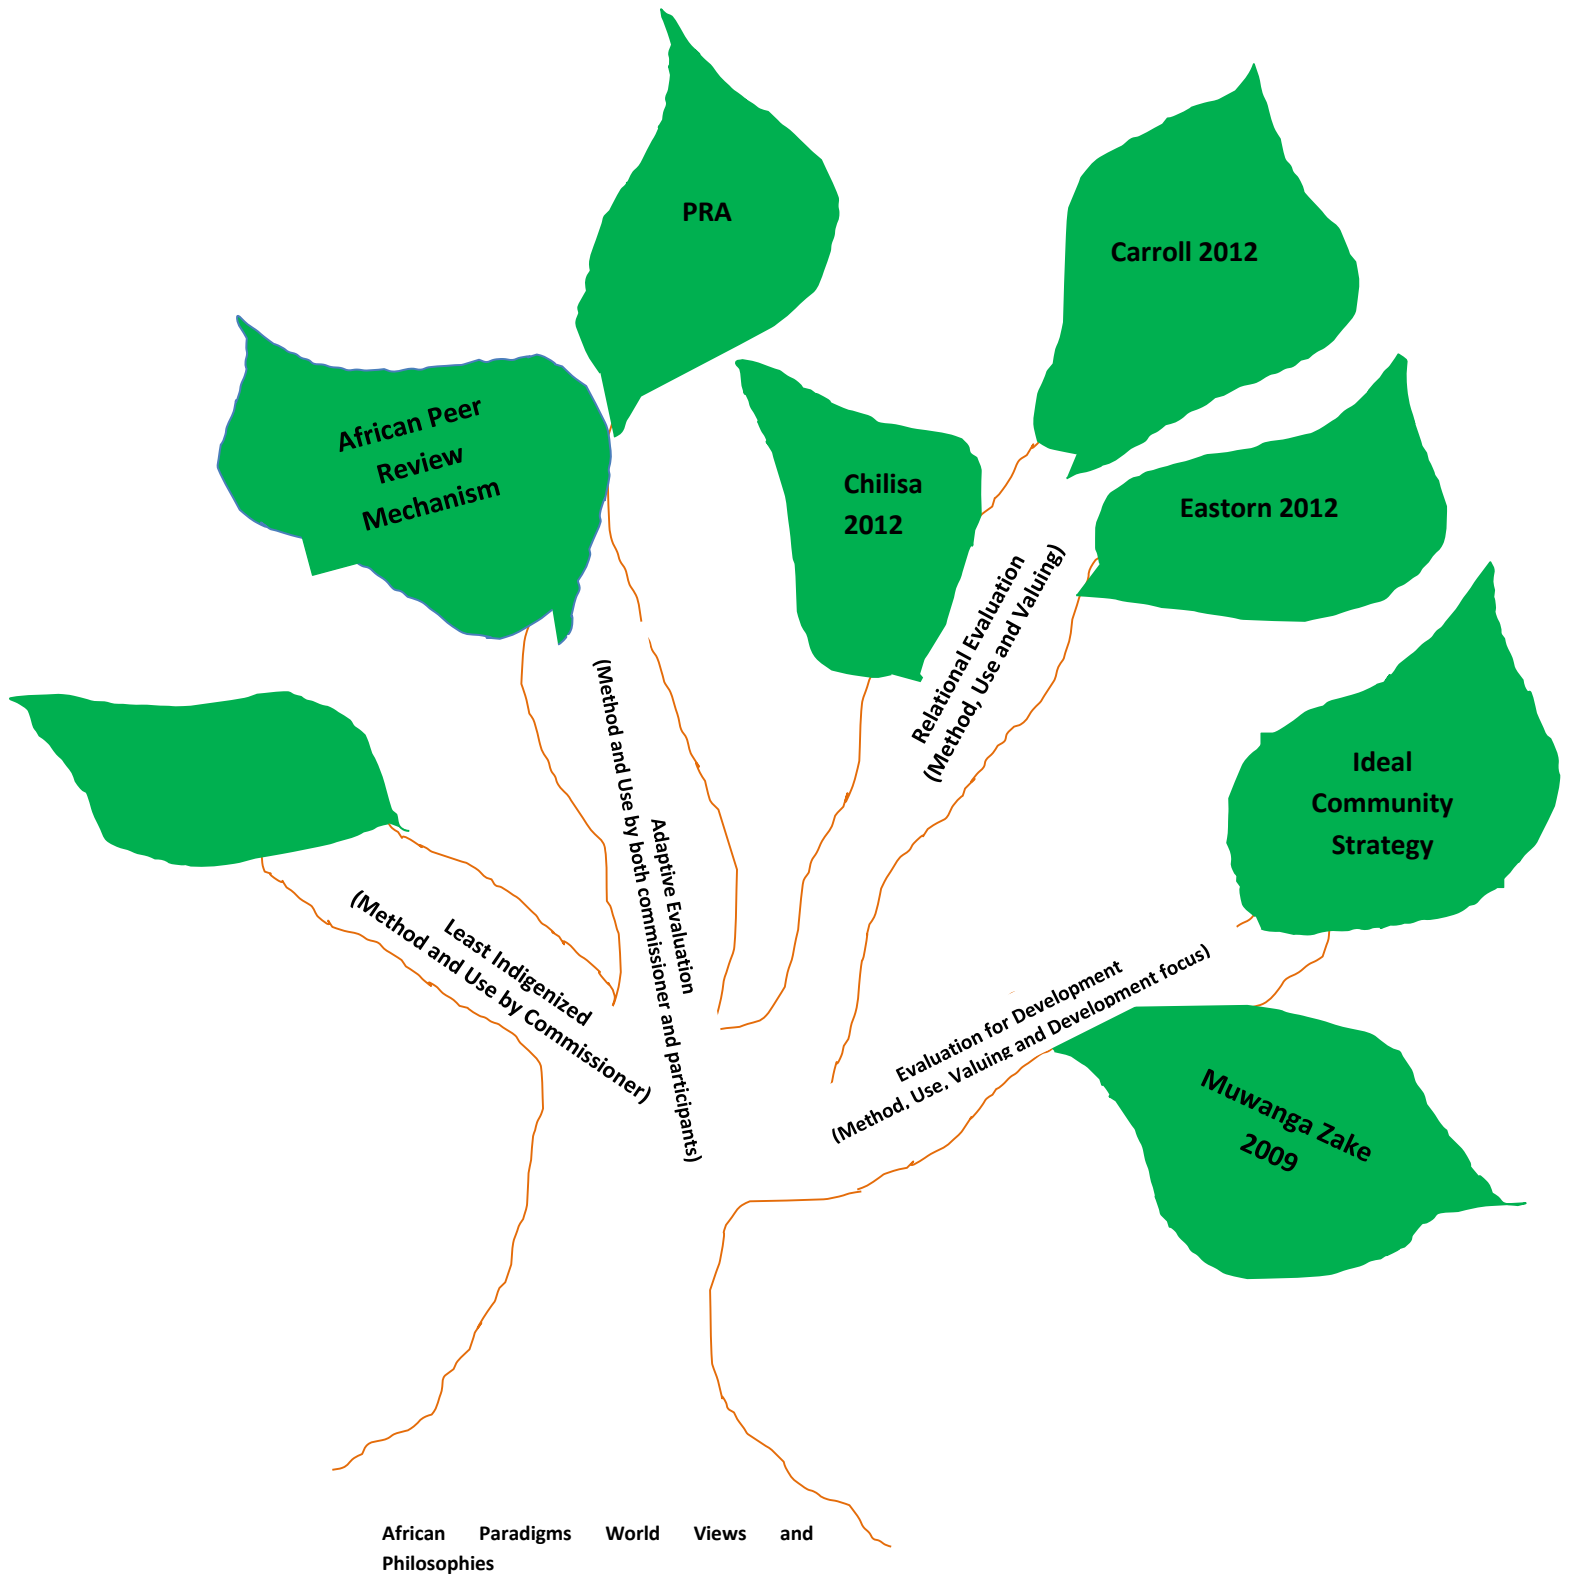 PRA
Carroll 2012
African Peer
Review
Mechanism
Chilisa
2012
Eastorn 2012
Relational Evaluation
(Method, Use and Valuing)
Ideal
Community
Strategy
Adaptive Evaluation
(Method and Use by both commissioner and participants)
Least Indigenized
(Method and Use by Commissioner)
Evaluation for Development
(Method, Use, Valuing and Development focus)
Muwanga Zake
2009
African Paradigms World Views and
Philosophies